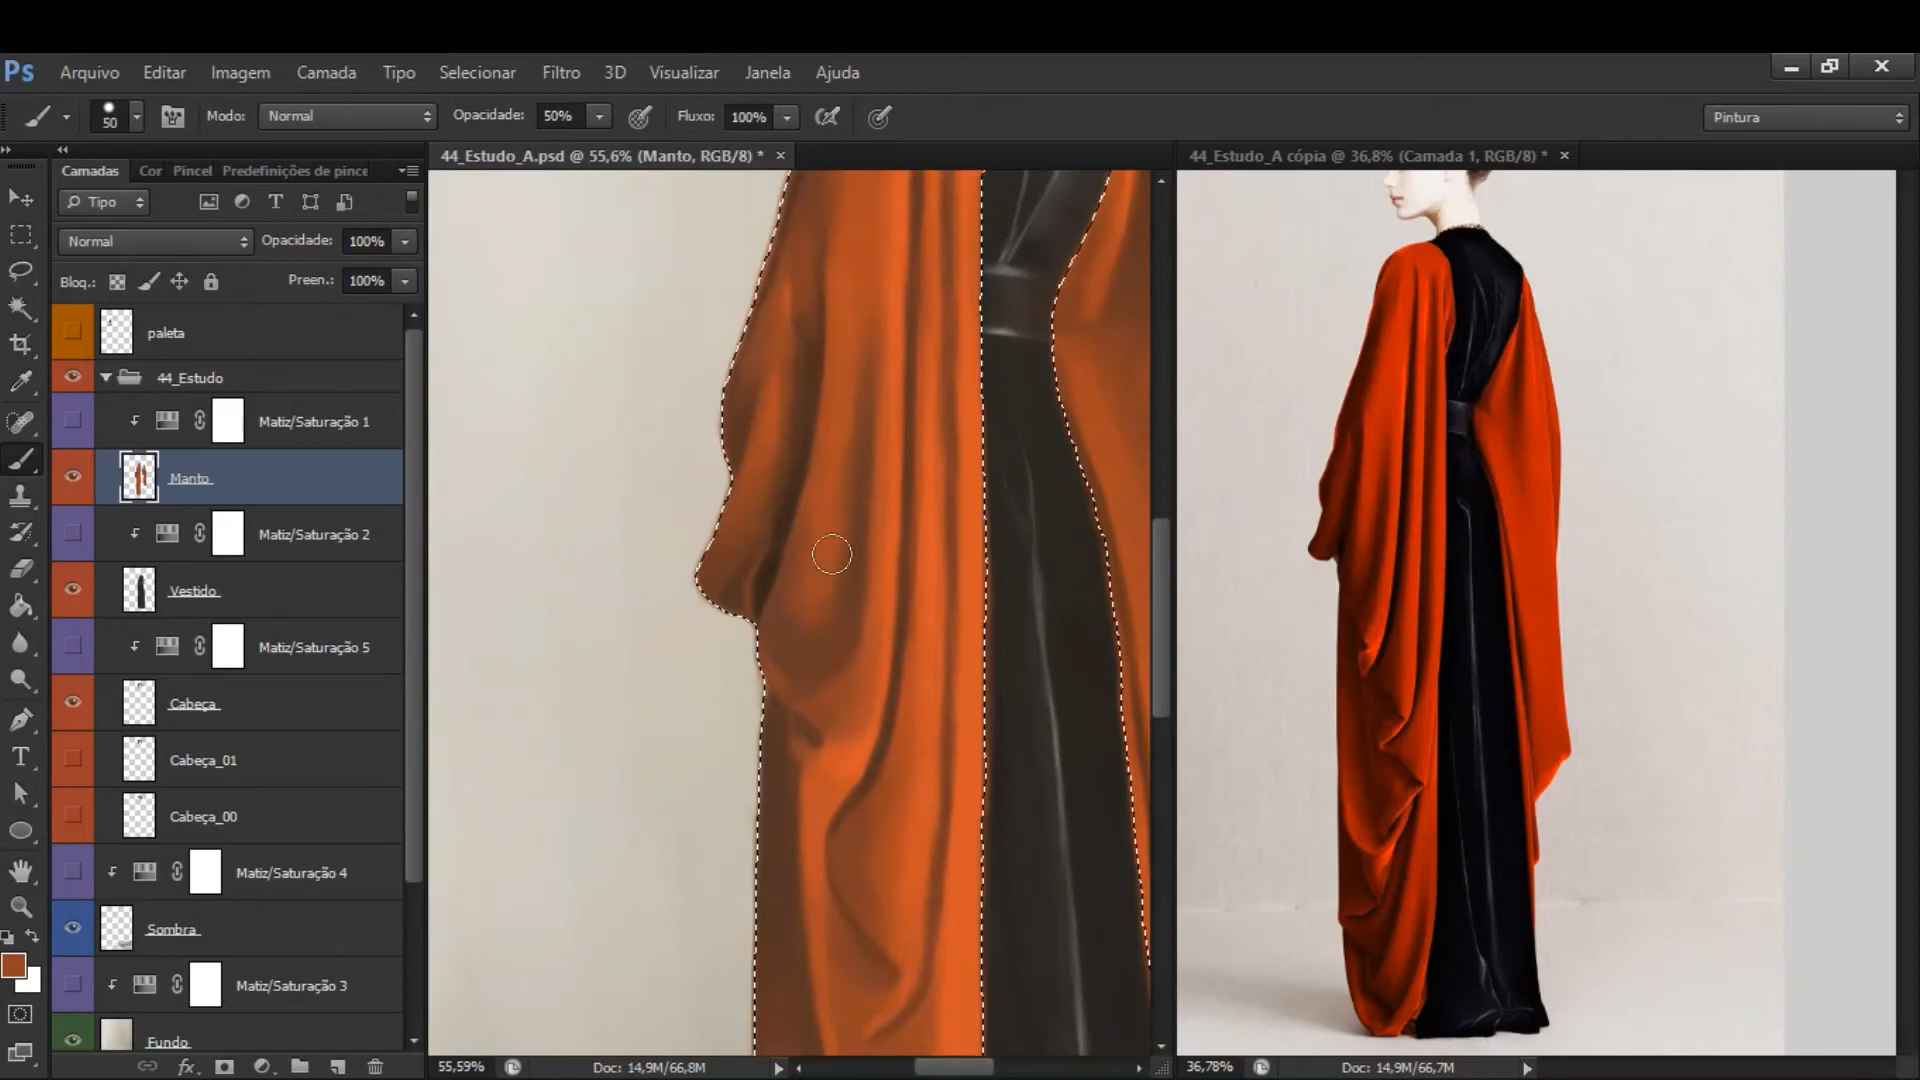 Ps Arquivo Editar Imagem Camada Tipo Selecionar Filtro 3D Visualizar Janela Ajuda
50 Modo: Normal Opacidade: 50% Fluxo: 100% Pintura
Camadas Cor Pincel Predefinições de pince
44_Estudo_A.psd @ 55,6% (Manto, RGB/8) *
44_Estudo_A cópia @ 36,8% (Camada 1, RGB/8) *
Tipo
Normal Opacidade: 100%
Bloq.: Preen.: 100%
paleta
44_Estudo
Matiz/Saturação 1
Manto
Matiz/Saturação 2
Vestido
Matiz/Saturação 5
Cabeça
Cabeça_01
Cabeça_00
Matiz/Saturação 4
Sombra
Matiz/Saturação 3
Fundo
fx
55,59% Doc: 14,9M/66,8M
36,78% Doc: 14,9M/66,7M